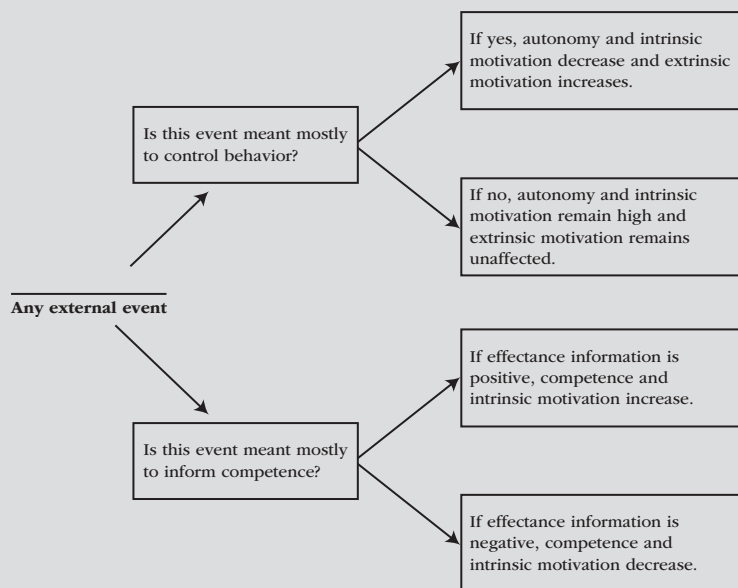 If yes, autonomy and intrinsic
motivation decrease and extrinsic
motivation increases.
Is this event meant mostly
to control behavior?
If no, autonomy and intrinsic
motivation remain high and
extrinsic motivation remains
unaffected.
Any external event
If effectance information is
positive, competence and
intrinsic motivation increase.
Is this event meant mostly
to inform competence?
If effectance information is
negative, competence and
intrinsic motivation decrease.